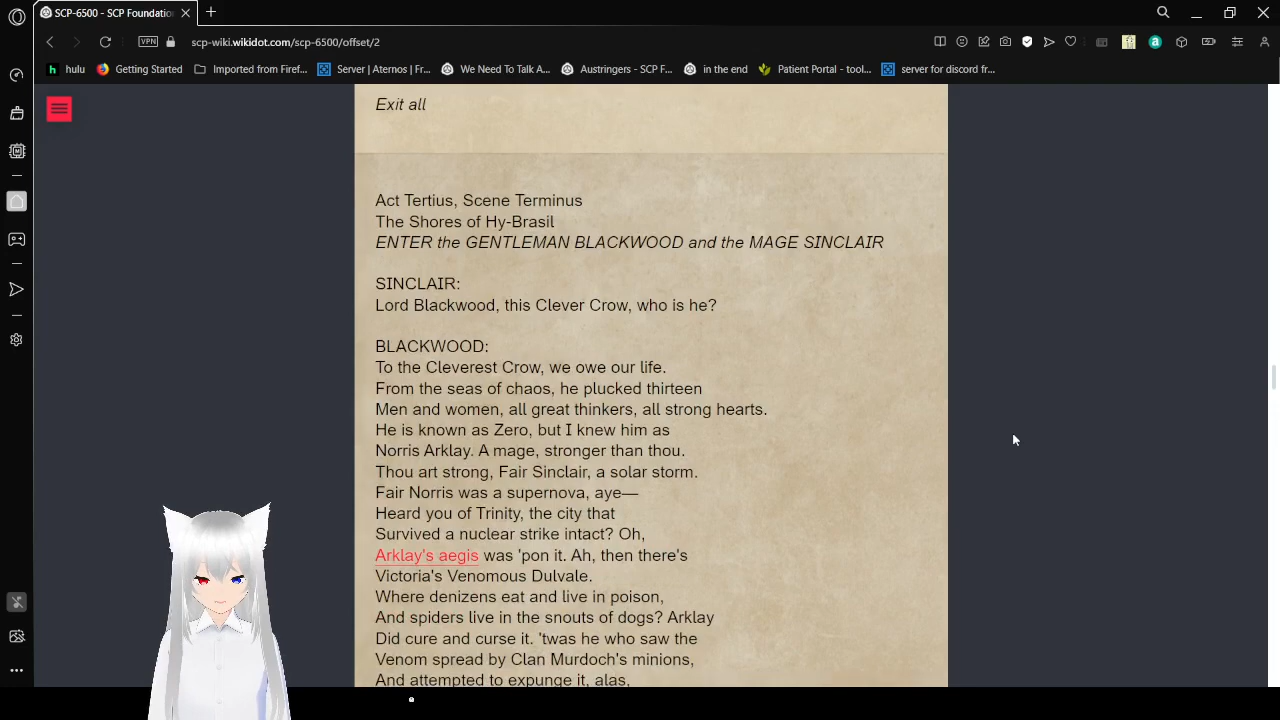 SCP-6500 - SCP Foundatio
scp-wiki.wikidot.com/scp-6500/offset/2
VPN
hulu
Getting Started
Imported from Firef...
Server | Aternos | Fr...
We Need To Talk A...
Austringers - SCP F...
in the end
Patient Portal - tool...
server for discord fr...
Exit all
Act Tertius, Scene Terminus
The Shores of Hy-Brasil
ENTER the GENTLEMAN BLACKWOOD and the MAGE SINCLAIR
SINCLAIR:
Lord Blackwood, this Clever Crow, who is he?
BLACKWOOD:
To the Cleverest Crow, we owe our life.
From the seas of chaos, he plucked thirteen
Men and women, all great thinkers, all strong hearts.
He is known as Zero, but I knew him as
Norris Arklay. A mage, stronger than thou.
Thou art strong, Fair Sinclair, a solar storm.
Fair Norris was a supernova, aye—
Heard you of Trinity, the city that
Survived a nuclear strike intact? Oh,
Arklay's aegis was 'pon it. Ah, then there's
Victoria's Venomous Dulvale.
Where denizens eat and live in poison,
And spiders live in the snouts of dogs? Arklay
Did cure and curse it. 'twas he who saw the
Venom spread by Clan Murdoch's minions,
And attempted to expunge it, alas,